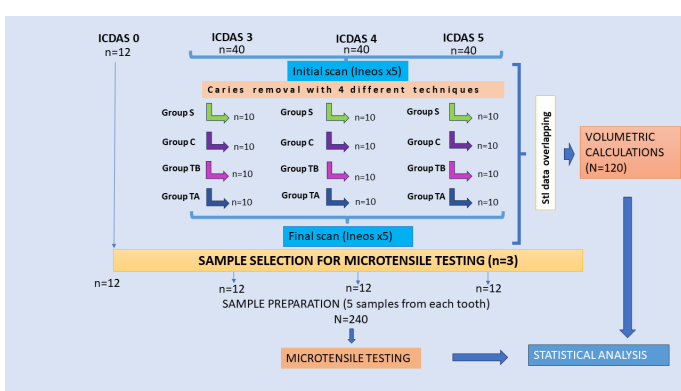 ICDAS 0
n=12
ICDAS 3
n=40
ICDAS 4
n=40
ICDAS 5
n=40
Initial scan (Ineos x5)
Caries removal with 4 different techniques
Group S n=10 Group S n=10 Group S n=10
Group C n=10 Group C n=10 Group C n=10
Group TB n=10 Group TB n=10 Group TB n=10
Group TA n=10 Group TA n=10 Group TA n=10
Final scan (Ineos x5)
Stl data overlapping
VOLUMETRIC
CALCULATIONS
(N=120)
SAMPLE SELECTION FOR MICROTENSILE TESTING (n=3)
n=12 n=12 n=12 n=12
SAMPLE PREPARATION (5 samples from each tooth)
N=240
MICROTENSILE TESTING
STATISTICAL ANALYSIS